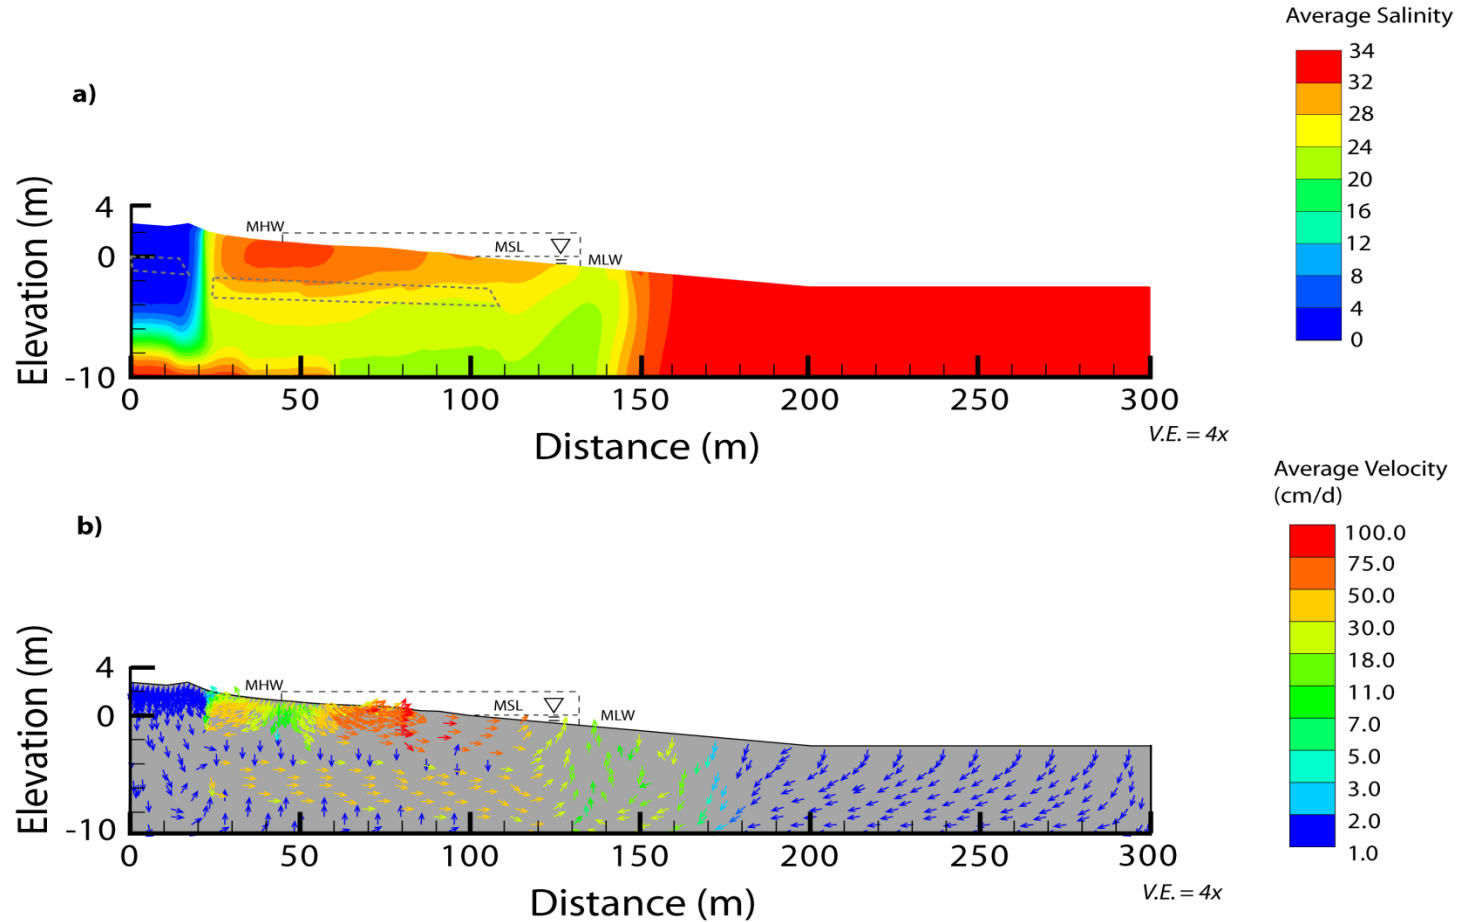 Average Salinity
34
32
28
24
20
16
12
8
4
0
a)
Elevation (m)
4
0
-10
MHW
MSL
MLW
0
50
100
150
200
250
300
Distance (m)
V.E. = 4x
Average Velocity
(cm/d)
100.0
75.0
50.0
30.0
18.0
11.0
7.0
5.0
3.0
2.0
1.0
b)
Elevation (m)
4
0
-10
MHW
MSL
MLW
0
50
100
150
200
250
300
Distance (m)
V.E. = 4x